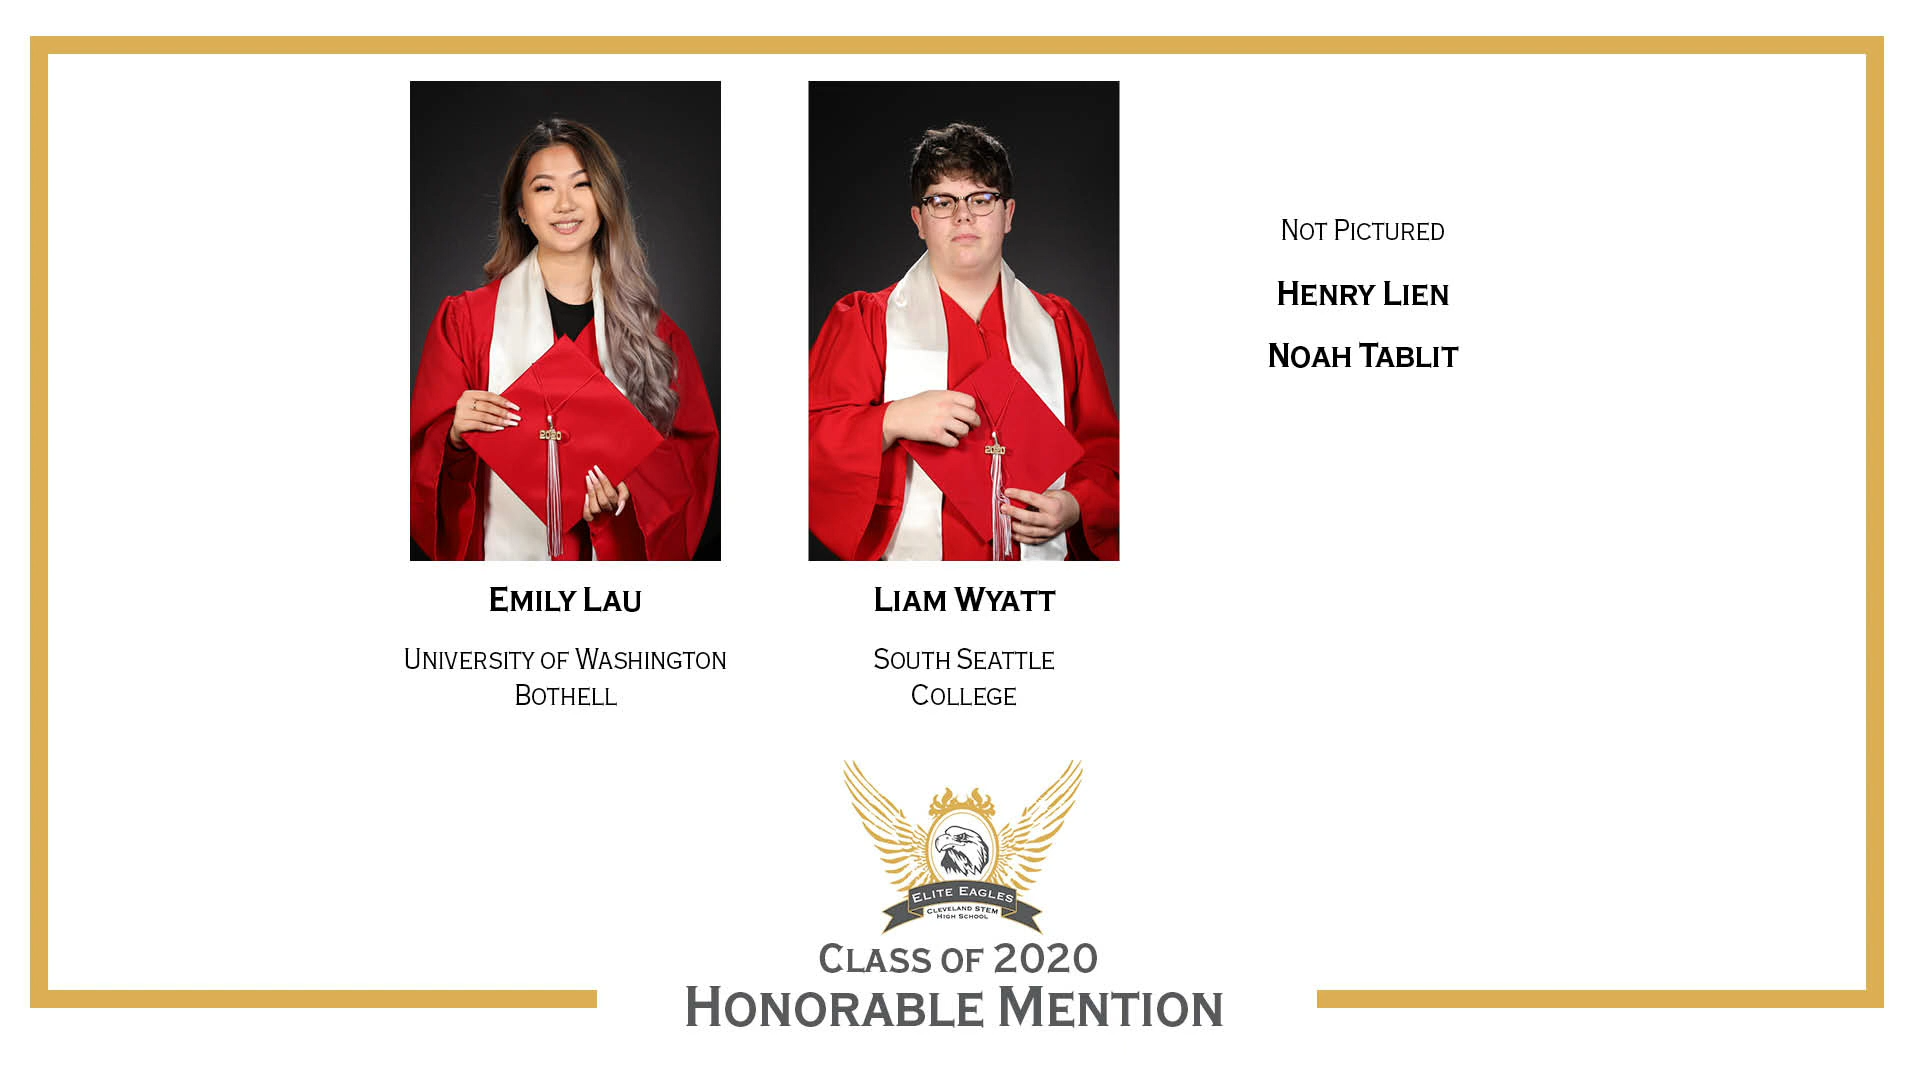 2020
Emily Lau
University of Washington
Bothell
2020
Liam Wyatt
South Seattle
College
Not Pictured
Henry Lien
Noah Tablit
Elite Eagles
Cleveland STEM
High School
Class of 2020
Honorable Mention